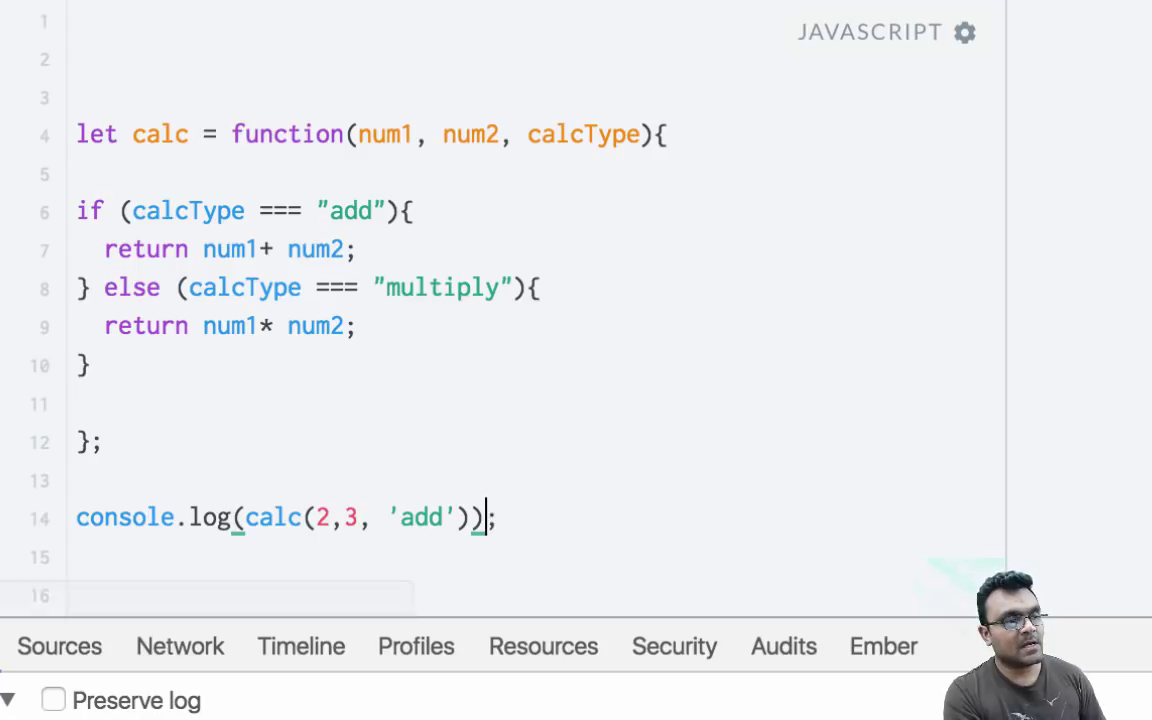 JAVASCRIPT
1
2
3
4 let calc = function(num1, num2, calcType){
5
6 if (calcType === "add"){
7 return num1+ num2;
8 } else (calcType === "multiply"){
9 return num1* num2;
10 }
11
12 };
13
14 console.log(calc(2,3, 'add'));
15
16
Sources Network Timeline Profiles Resources Security Audits Ember
Preserve log